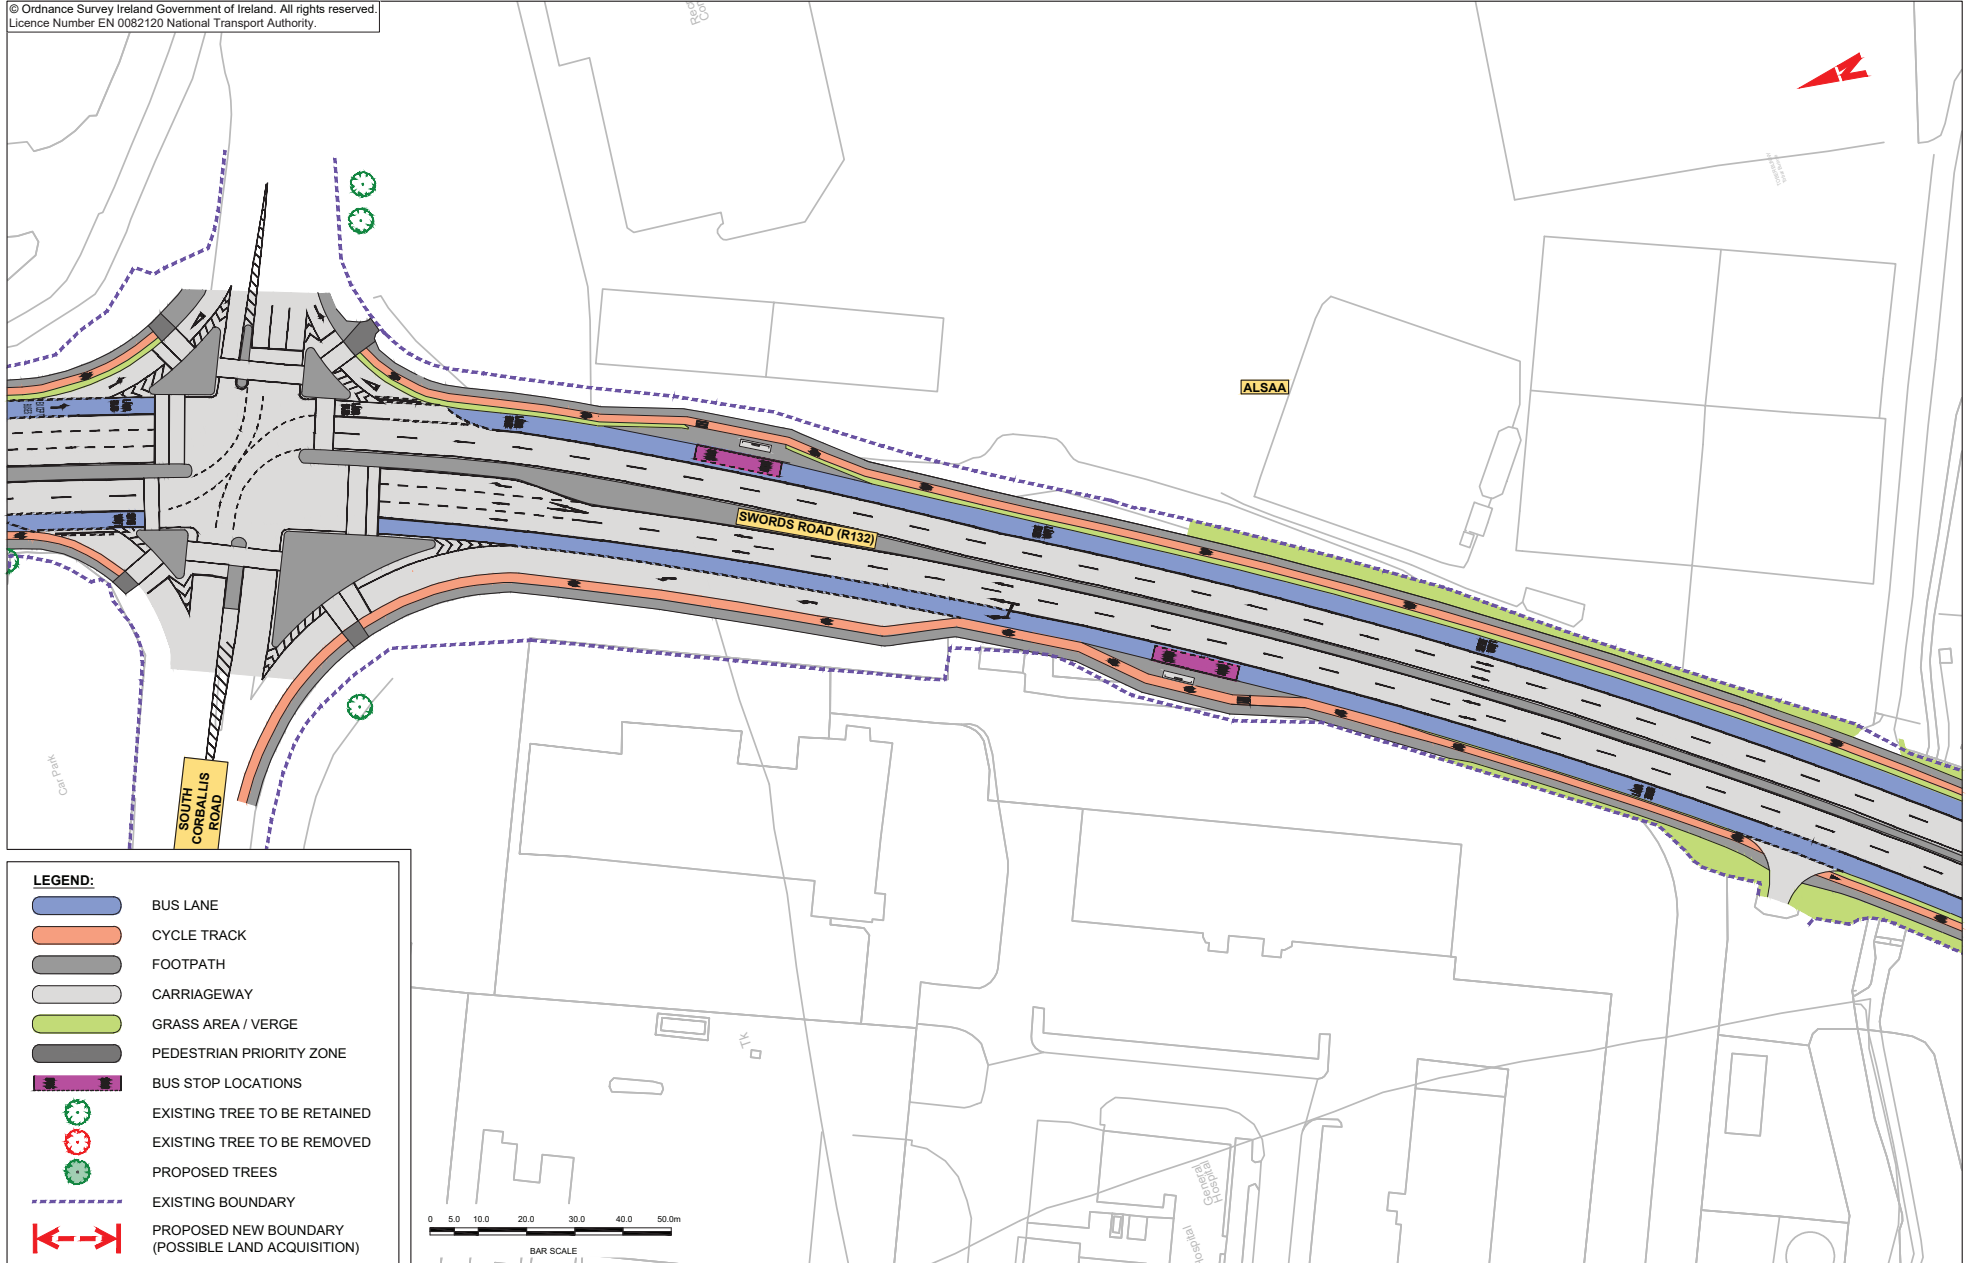 © Ordnance Survey Ireland Government of Ireland. All rights reserved.
Licence Number EN 0082120 National Transport Authority.
ALSAA
SWORDS ROAD (R132)
SOUTH
CORBALLIS
ROAD
Car Park
Tk
General
Hospital
Hospital
LEGEND:
BUS LANE
CYCLE TRACK
FOOTPATH
CARRIAGEWAY
GRASS AREA / VERGE
PEDESTRIAN PRIORITY ZONE
BUS STOP LOCATIONS
EXISTING TREE TO BE RETAINED
EXISTING TREE TO BE REMOVED
PROPOSED TREES
EXISTING BOUNDARY
PROPOSED NEW BOUNDARY
(POSSIBLE LAND ACQUISITION)
0 5.0 10.0 20.0 30.0 40.0 50.0m
BAR SCALE